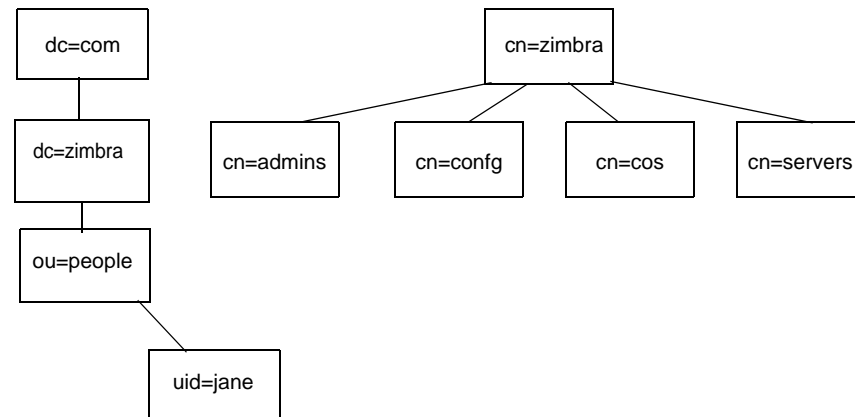 dc=com
cn=zimbra
dc=zimbra
cn=admins
cn=confg
cn=cos
cn=servers
ou=people
uid=jane